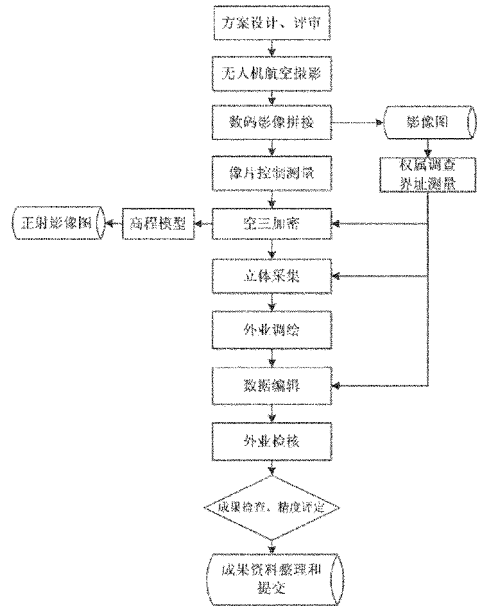 方案设计、评审
无人机航空摄影
数码影像拼接
影像图
像片控制测量
权属调查
界址测量
正射影像图
高程模型
空三加密
立体采集
外业调绘
数据编辑
外业检核
成果检查、精度评定
成果资料整理和
提交